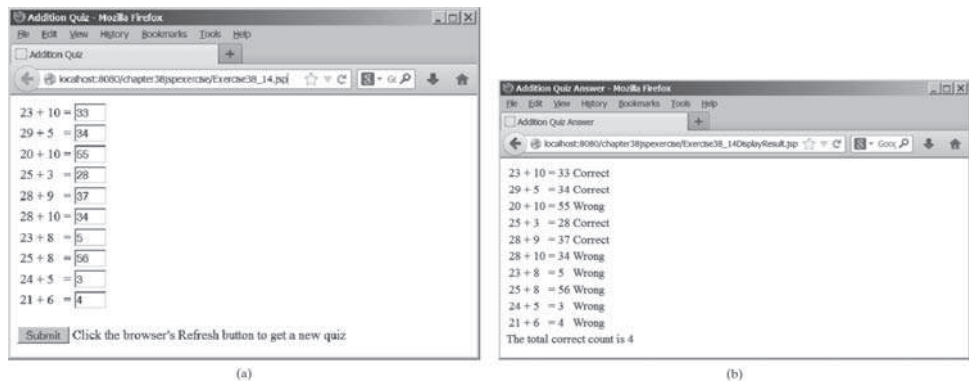 Addition Quiz - Mozilla Firefox
File Edit View History Bookmarks Tools Help
Addition Quiz
localhost:8080/chapter38jspexercise/Exercise38_14.jsp
23 + 10 = 33
29 + 5 = 34
20 + 10 = 55
25 + 3 = 28
28 + 9 = 37
28 + 10 = 34
23 + 8 = 5
25 + 8 = 56
24 + 5 = 3
21 + 6 = 4
Submit Click the browser's Refresh button to get a new quiz
(a)
Addition Quiz Answer - Mozilla Firefox
File Edit View History Bookmarks Tools Help
Addition Quiz Answer
localhost:8080/chapter38jspexercise/Exercise38_14DisplayResult.jsp
23 + 10 = 33 Correct
29 + 5 = 34 Correct
20 + 10 = 55 Wrong
25 + 3 = 28 Correct
28 + 9 = 37 Correct
28 + 10 = 34 Wrong
23 + 8 = 5 Wrong
25 + 8 = 56 Wrong
24 + 5 = 3 Wrong
21 + 6 = 4 Wrong
The total correct count is 4
(b)